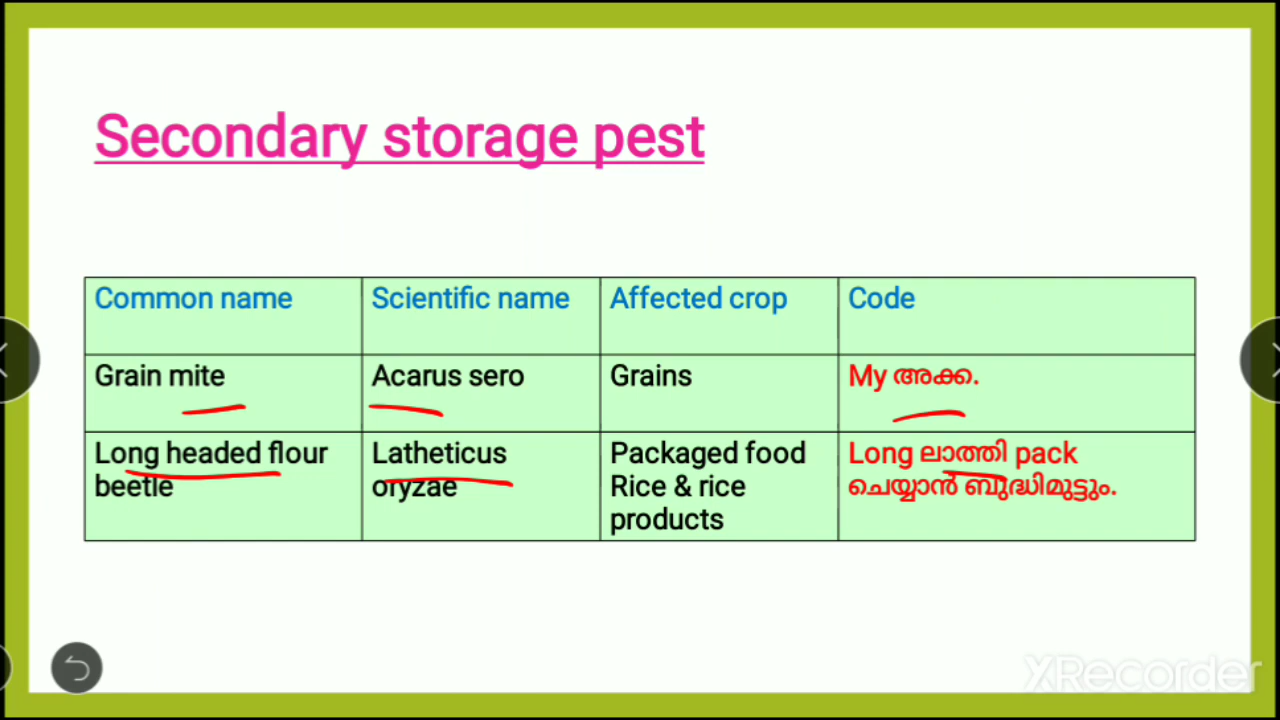 Secondary storage pest
Common name Scientific name Affected crop Code
Grain mite Acarus sero Grains My അക്ക.
Long headed flour beetle Latheticus oryzae Packaged food Rice & rice products Long ലാത്തി pack ചെയ്യാൻ ബുദ്ധിമുട്ടും.
XRecorder